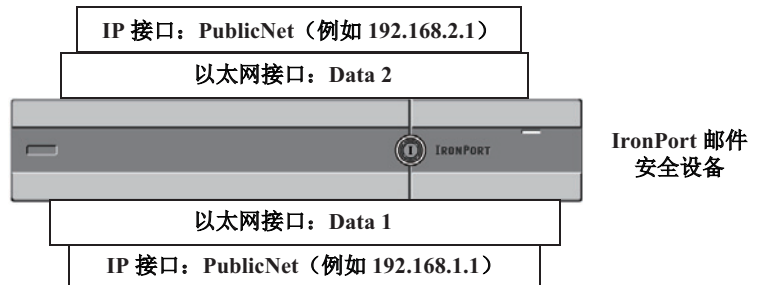 IP 接口：PublicNet（例如 192.168.2.1）
以太网接口：Data 2
IRONPORT
IronPort 邮件
安全设备
以太网接口：Data 1
IP 接口：PublicNet（例如 192.168.1.1）